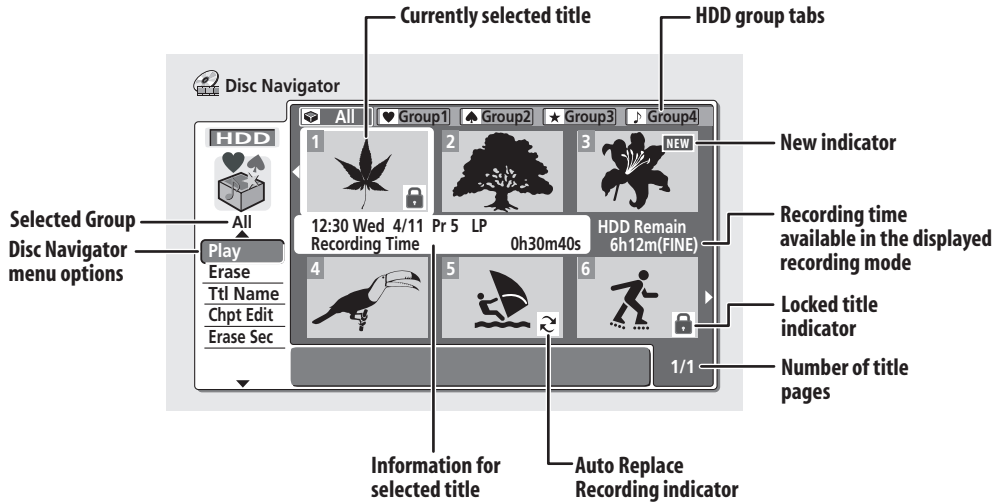 Currently selected title
HDD group tabs
Disc Navigator
All Group1 Group2 Group3 Group4
HDD
1
2
3 NEW
New indicator
Selected Group
All
12:30 Wed 4/11 Pr 5 LP
Recording Time 0h30m40s
HDD Remain
6h12m(FINE)
Recording time
available in the displayed
recording mode
Disc Navigator
menu options
Play
Erase
Ttl Name
Chpt Edit
Erase Sec
4
5
6
Locked title
indicator
1/1
Number of title
pages
Information for
selected title
Auto Replace
Recording indicator